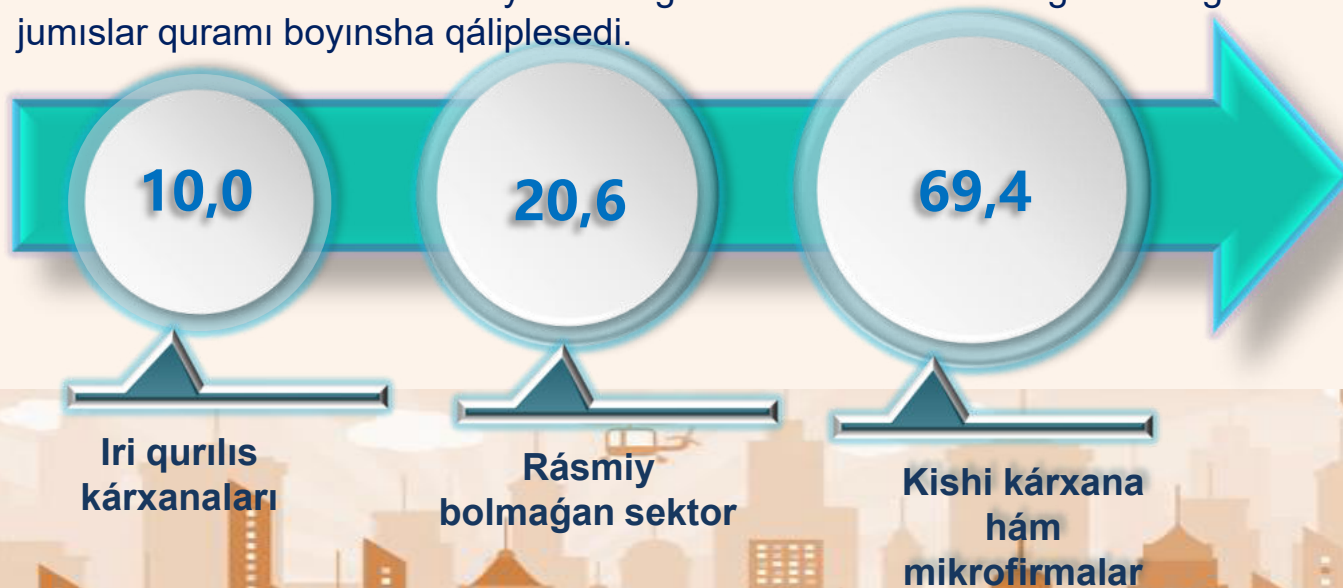 jumıslar quramı boyınsha qáliplesedi.
10,0
20,6
69,4
Iri qurılıs
kárxanaları
Rásmiy
bolmaǵan sektor
Kishi kárxana
hám
mikrofirmalar